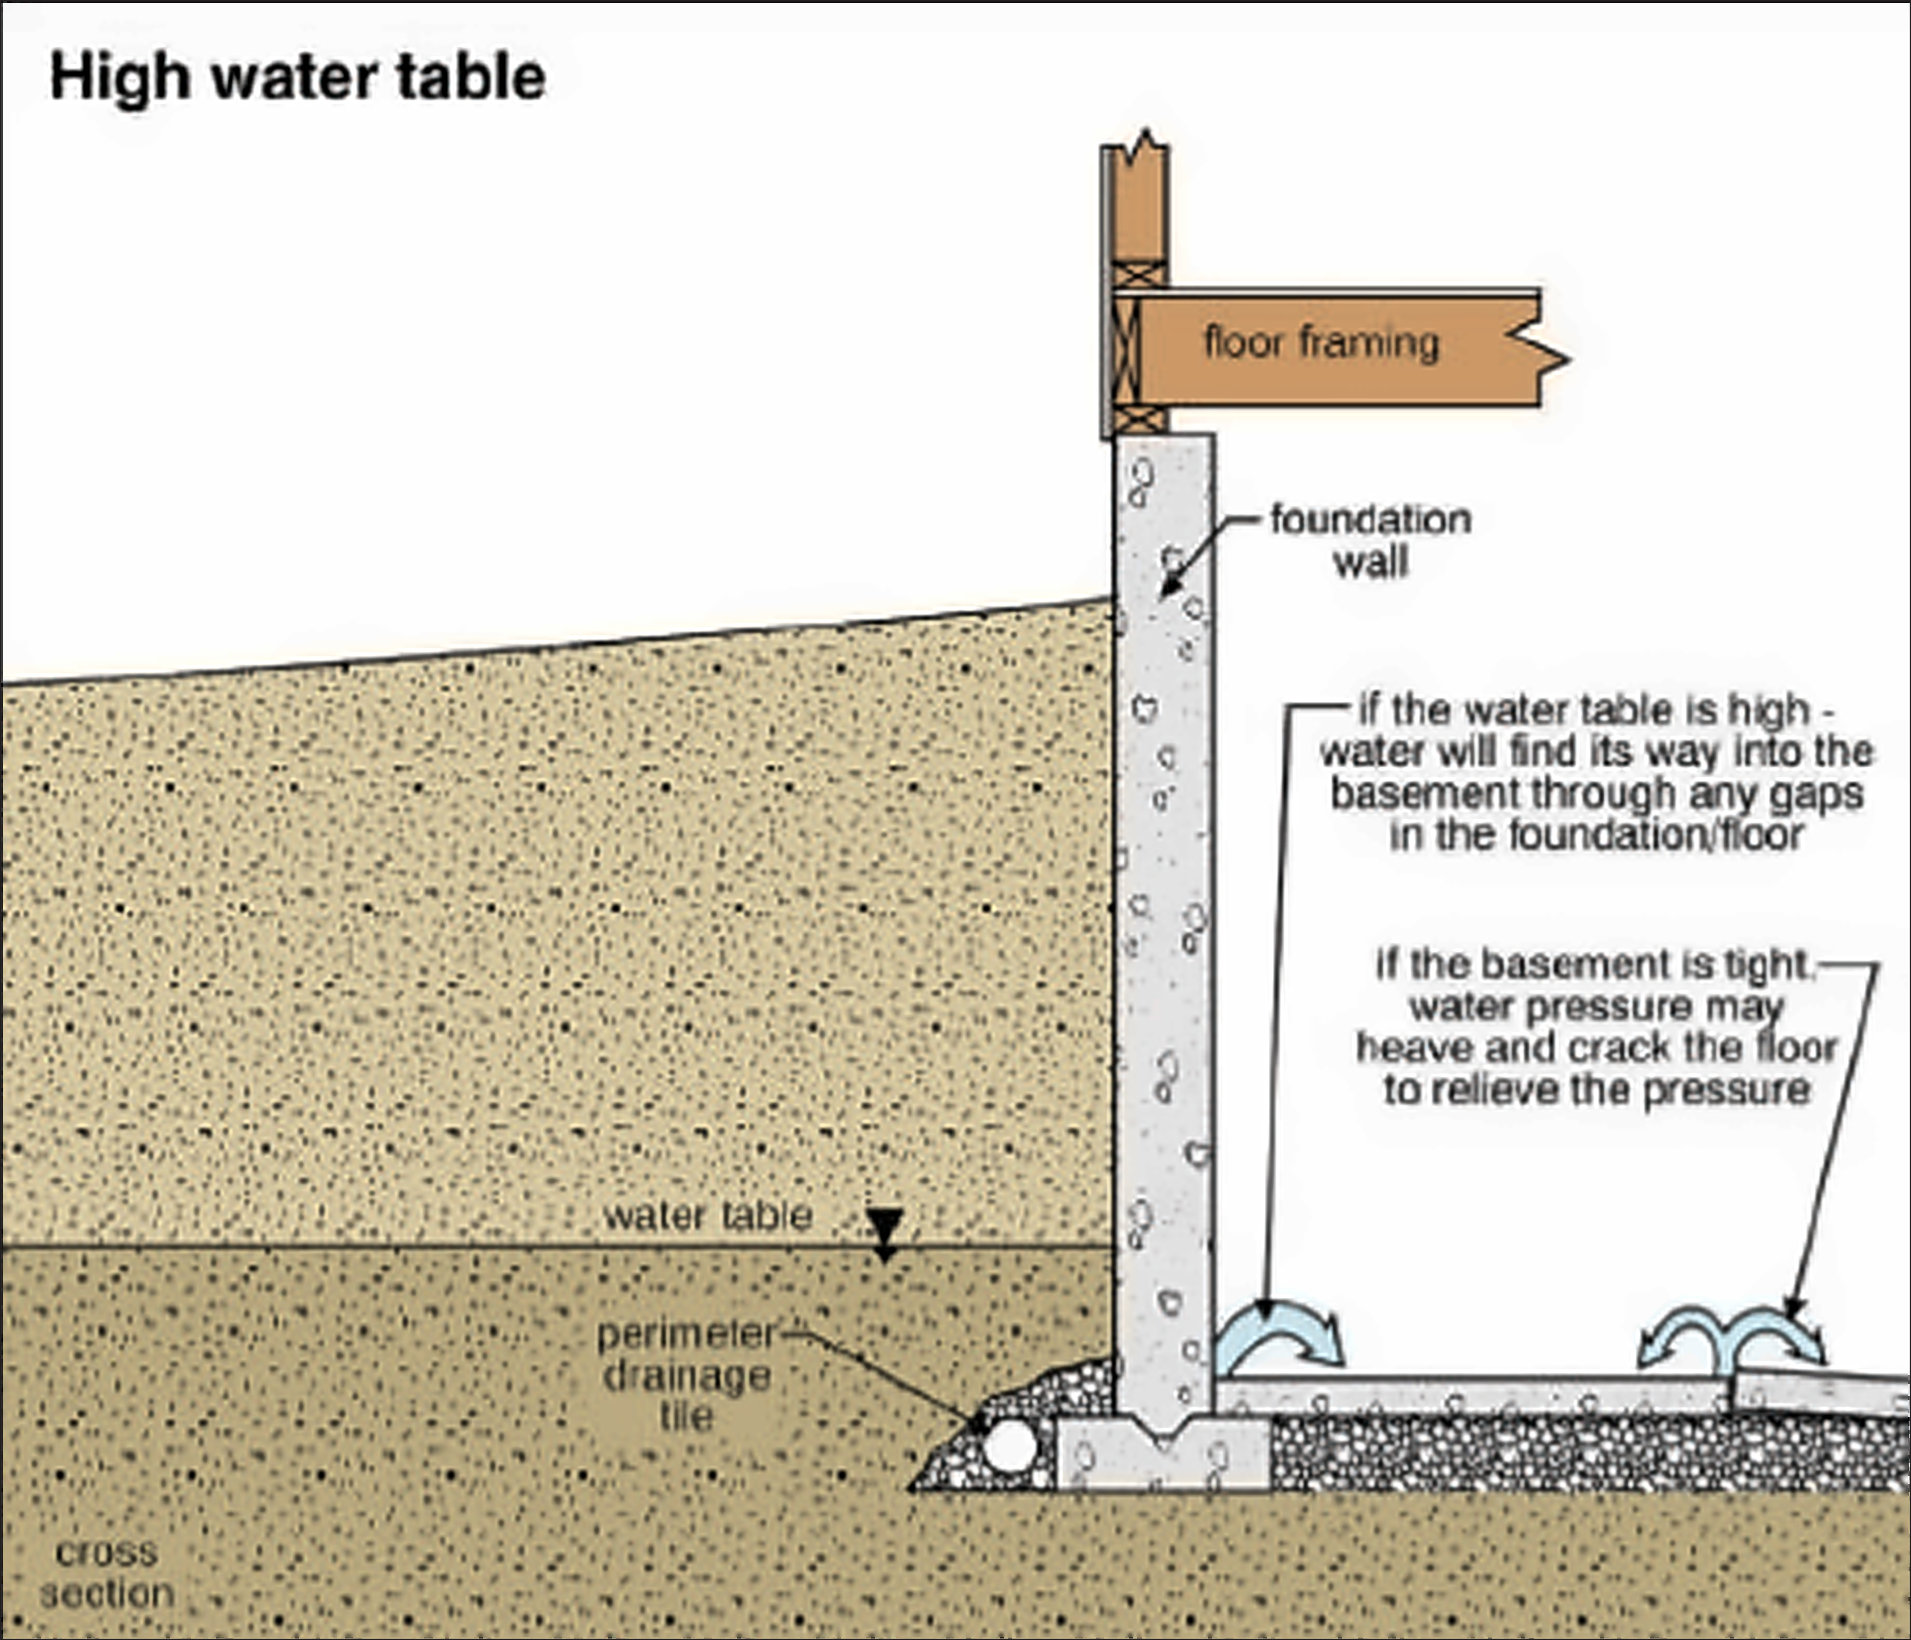 High water table
floor framing
foundation
wall
if the water table is high -
water will find its way into the
basement through any gaps
in the foundation/floor
if the basement is tight,
water pressure may
heave and crack the floor
to relieve the pressure
water table
perimeter
drainage
tile
cross
section